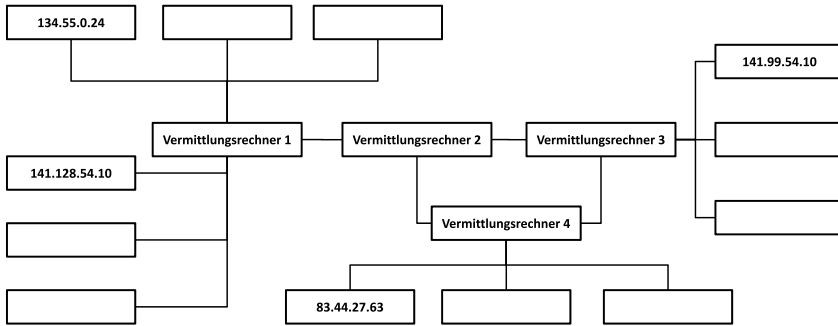 134.55.0.24
141.99.54.10
Vermittlungsrechner 1
Vermittlungsrechner 2
Vermittlungsrechner 3
141.128.54.10
Vermittlungsrechner 4
83.44.27.63